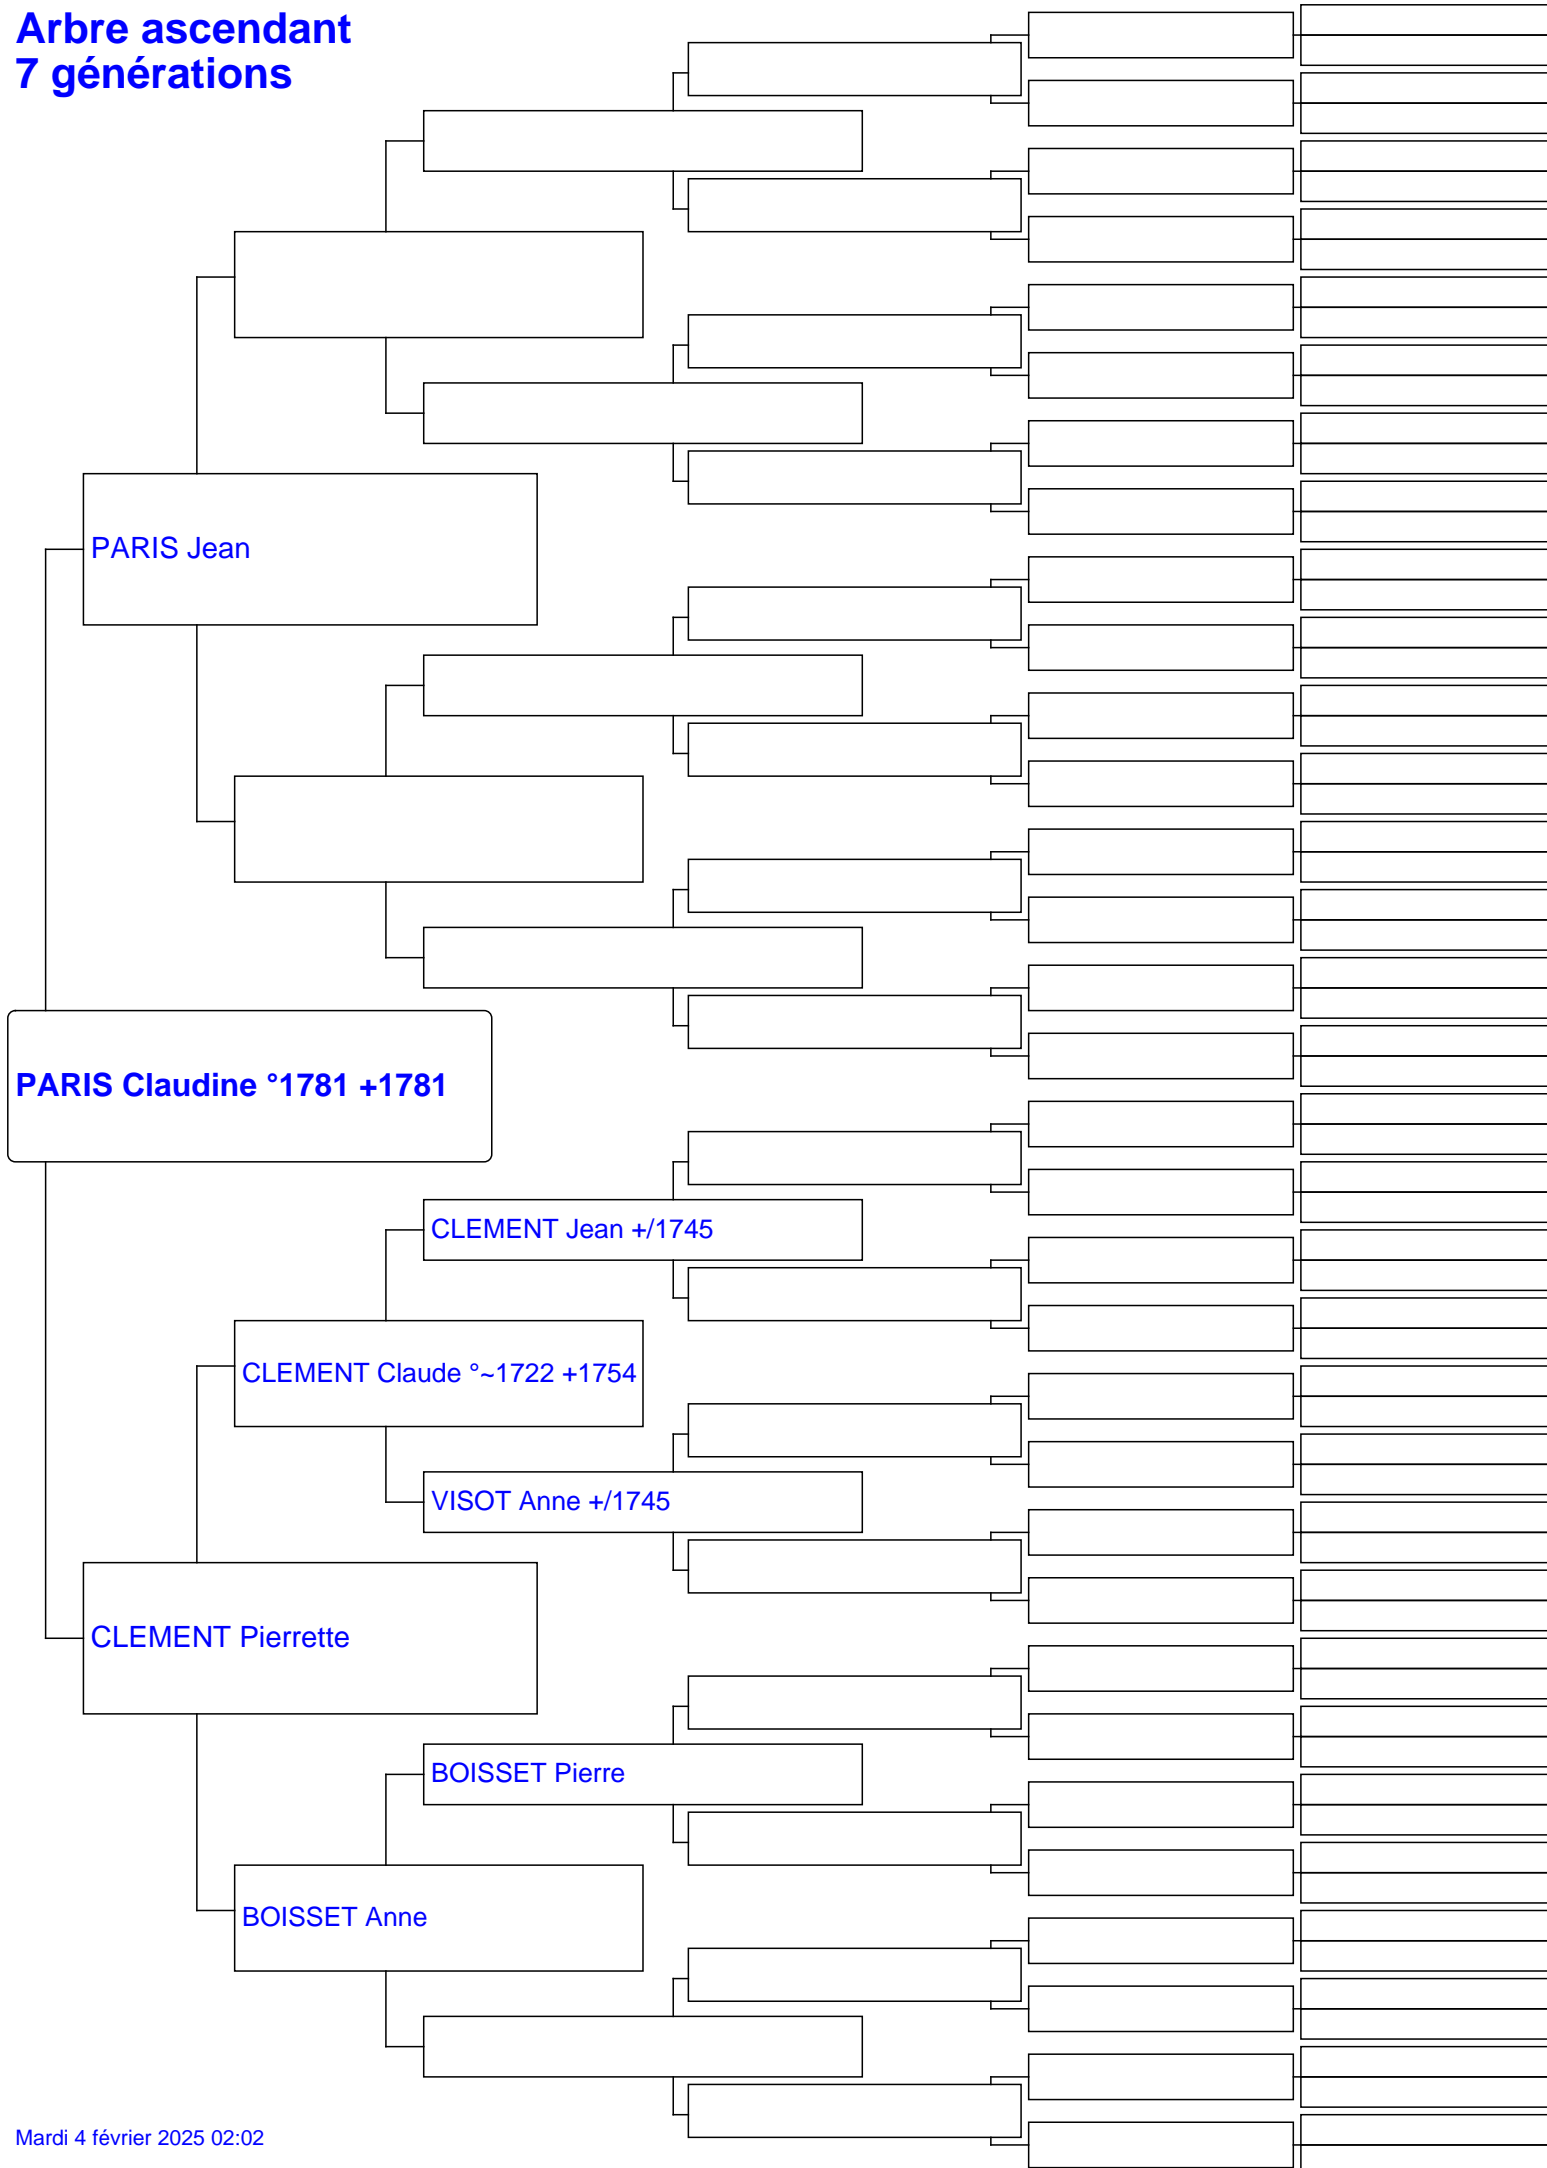 Arbre ascendant
7 générations
PARIS Jean
PARIS Claudine °1781 +1781
CLEMENT Jean +/1745
CLEMENT Claude °~1722 +1754
VISOT Anne +/1745
CLEMENT Pierrette
BOISSET Pierre
BOISSET Anne
Mardi 4 février 2025 02:02